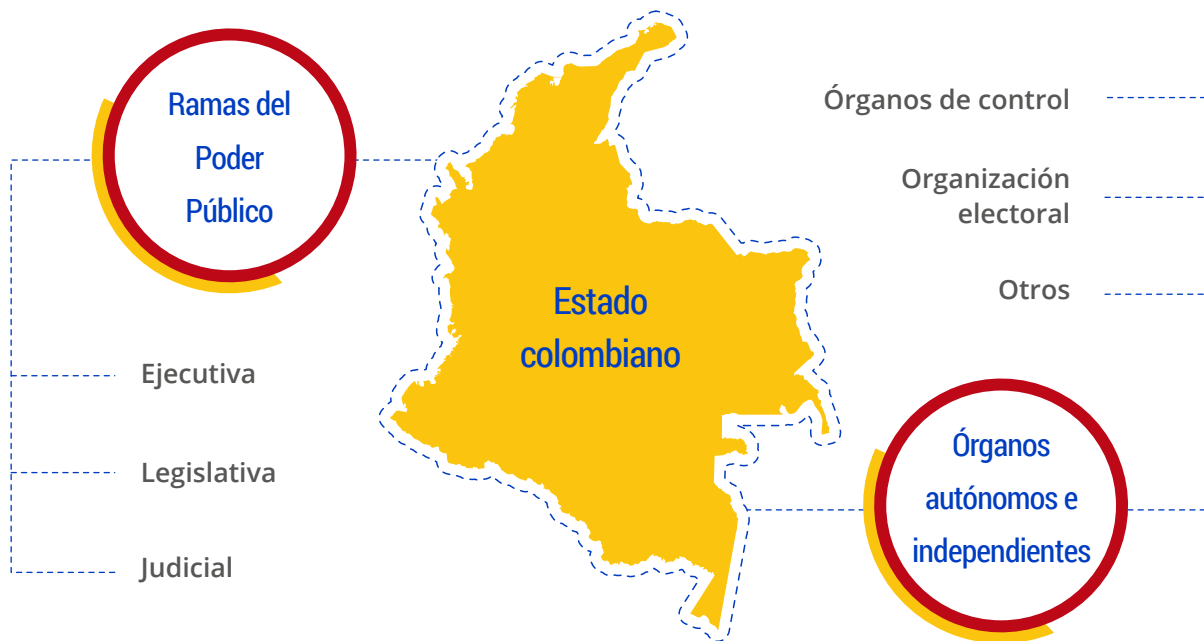 Ramas del
Poder
Público
Ejecutiva
Legislativa
Judicial
Estado
colombiano
Órganos de control
Organización
electoral
Otros
Órganos
autónomos e
independientes